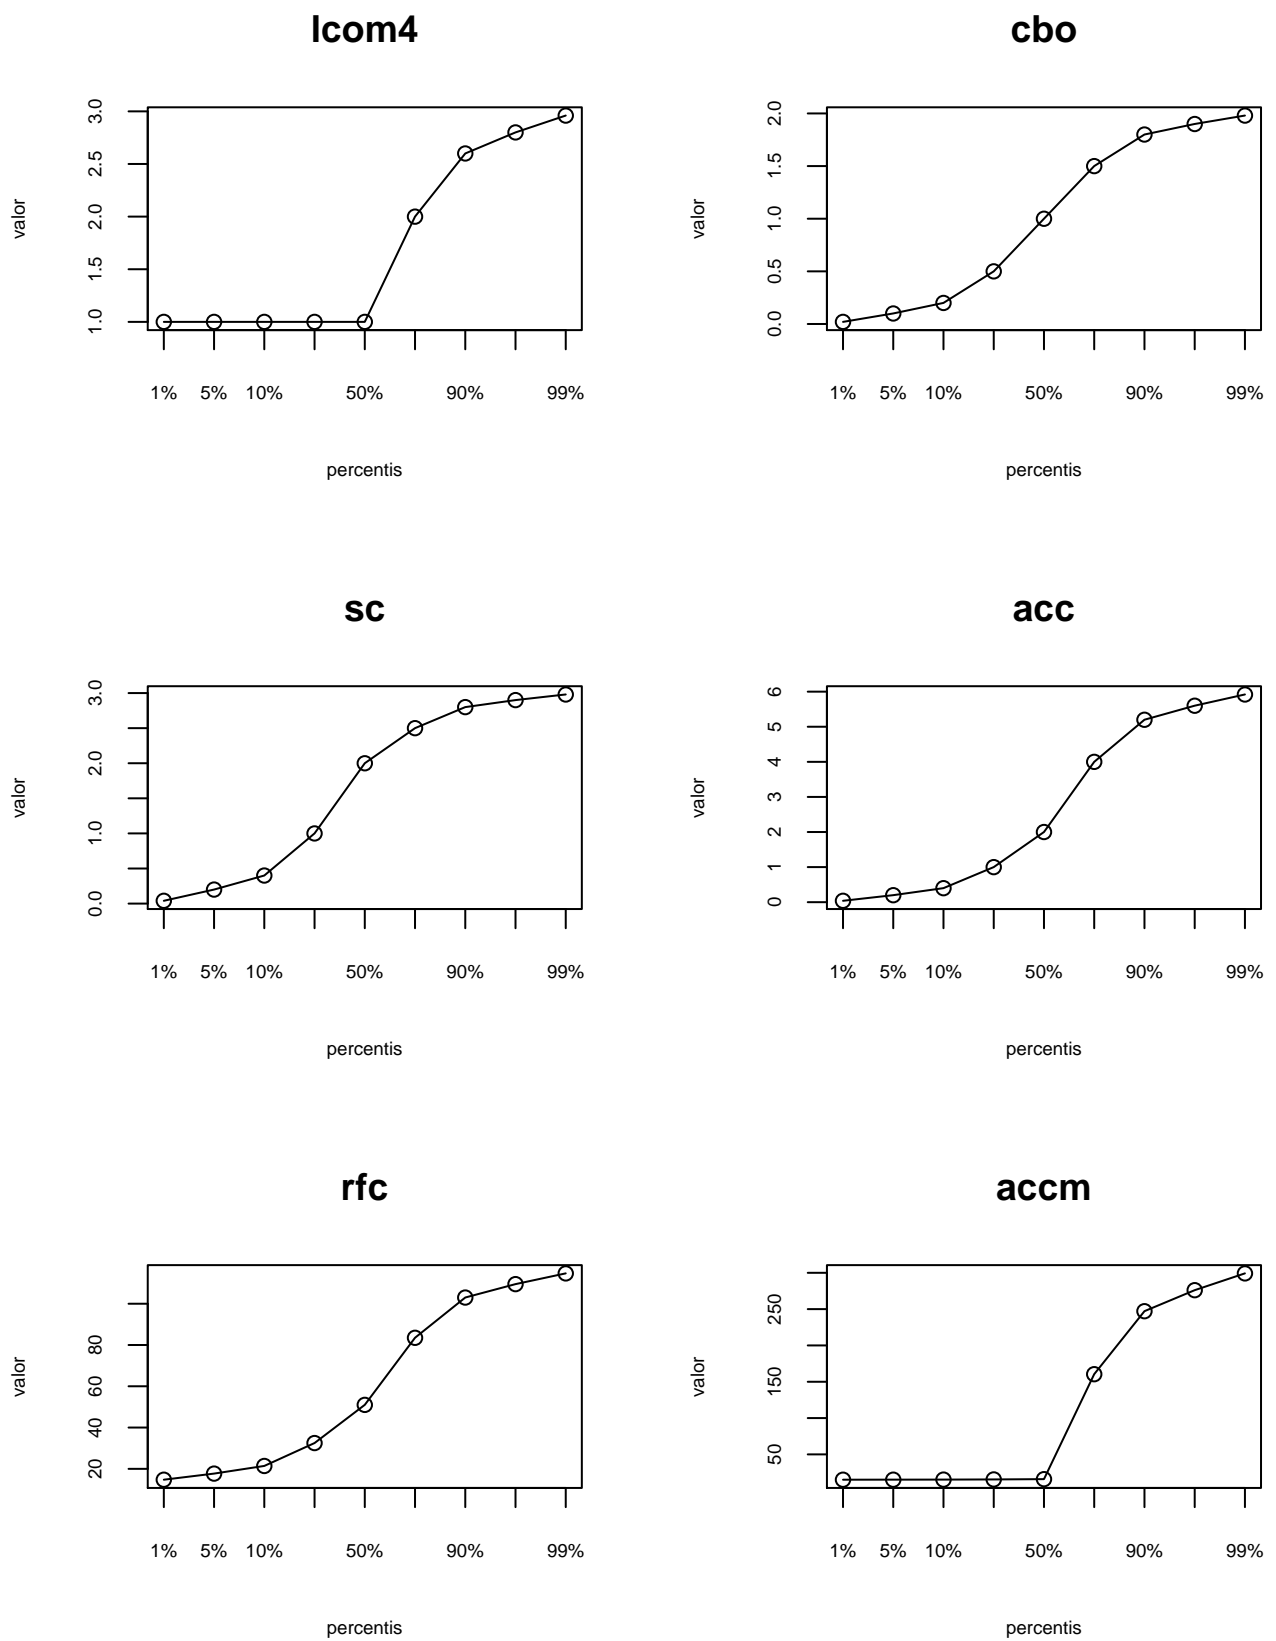 lcom4
valor
3.0
2.5
2.0
1.5
1.0
1% 5% 10% 50% 90% 99%
percentis
cbo
valor
2.0
1.5
1.0
0.5
0.0
1% 5% 10% 50% 90% 99%
percentis
sc
valor
3.0
2.0
1.0
0.0
1% 5% 10% 50% 90% 99%
percentis
acc
valor
6
5
4
3
2
1
0
1% 5% 10% 50% 90% 99%
percentis
rfc
valor
80
60
40
20
1% 5% 10% 50% 90% 99%
percentis
accm
valor
250
150
50
1% 5% 10% 50% 90% 99%
percentis